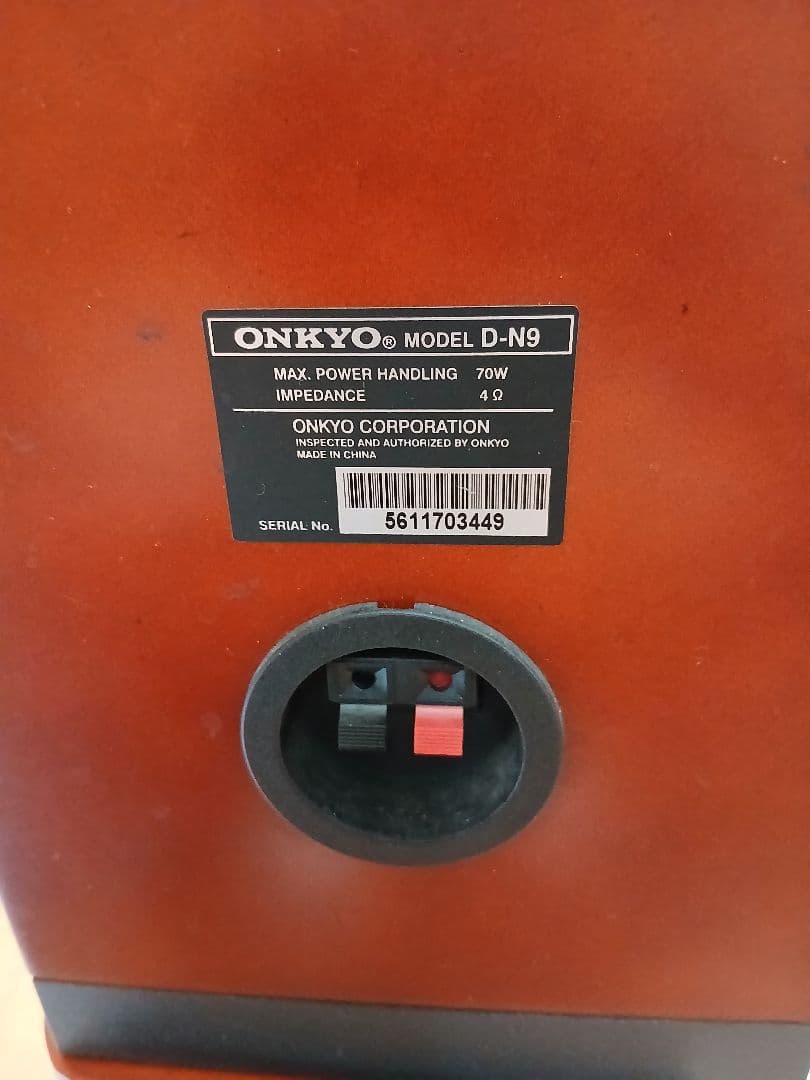 ONKYO® MODEL D-N9
MAX. POWER HANDLING 70W
IMPEDANCE 4 Ω
ONKYO CORPORATION
INSPECTED AND AUTHORIZED BY ONKYO
MADE IN CHINA
SERIAL No. 5611703449